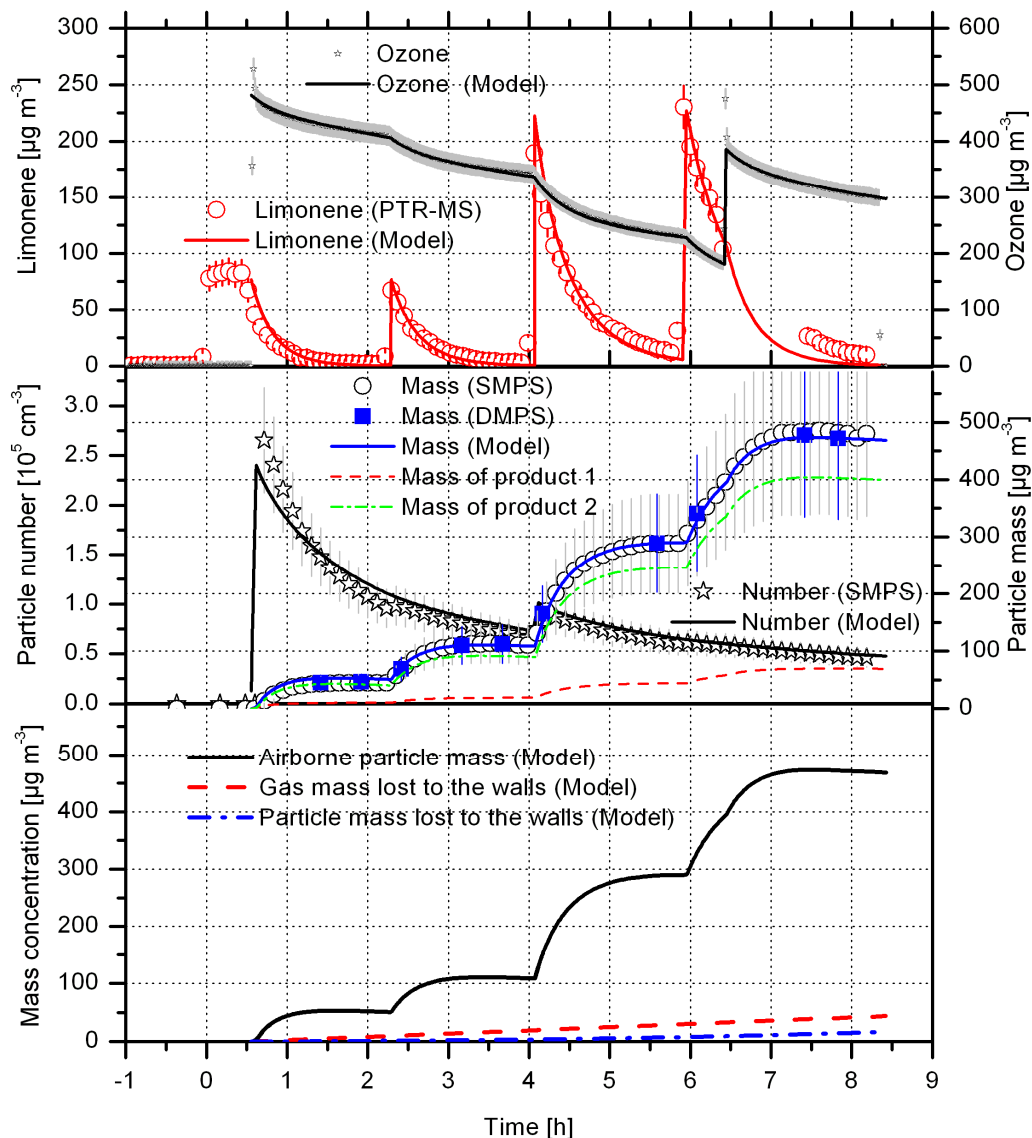 300
250
200
150
100
50
0
Limonene [µg m-3]
600
500
400
300
200
100
0
Ozone [µg m-3]
Ozone
Ozone (Model)
Limonene (PTR-MS)
Limonene (Model)
3.0
2.5
2.0
1.5
1.0
0.5
0.0
Particle number [10^5 cm-3]
500
400
300
200
100
0
Particle mass [µg m-3]
Mass (SMPS)
Mass (DMPS)
Mass (Model)
Mass of product 1
Mass of product 2
Number (SMPS)
Number (Model)
500
400
300
200
100
0
Mass concentration [µg m-3]
Airborne particle mass (Model)
Gas mass lost to the walls (Model)
Particle mass lost to the walls (Model)
-1 0 1 2 3 4 5 6 7 8 9
Time [h]